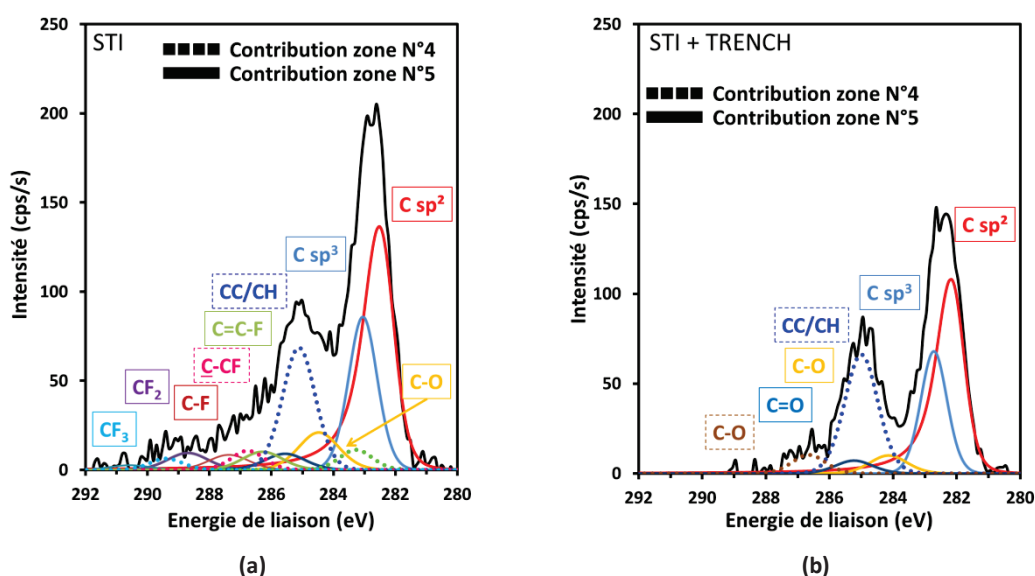 STI
Contribution zone N°4
Contribution zone N°5
C sp²
C sp³
CC/CH
C=C-F
C-CF
C-O
CF₂
C-F
CF₃
250
200
150
100
50
0
Intensité (cps/s)
292 290 288 286 284 282 280
Energie de liaison (eV)
(a)
STI + TRENCH
Contribution zone N°4
Contribution zone N°5
C sp²
C sp³
CC/CH
C-O
C=O
C-O
250
200
150
100
50
0
Intensité (cps/s)
292 290 288 286 284 282 280
Energie de liaison (eV)
(b)